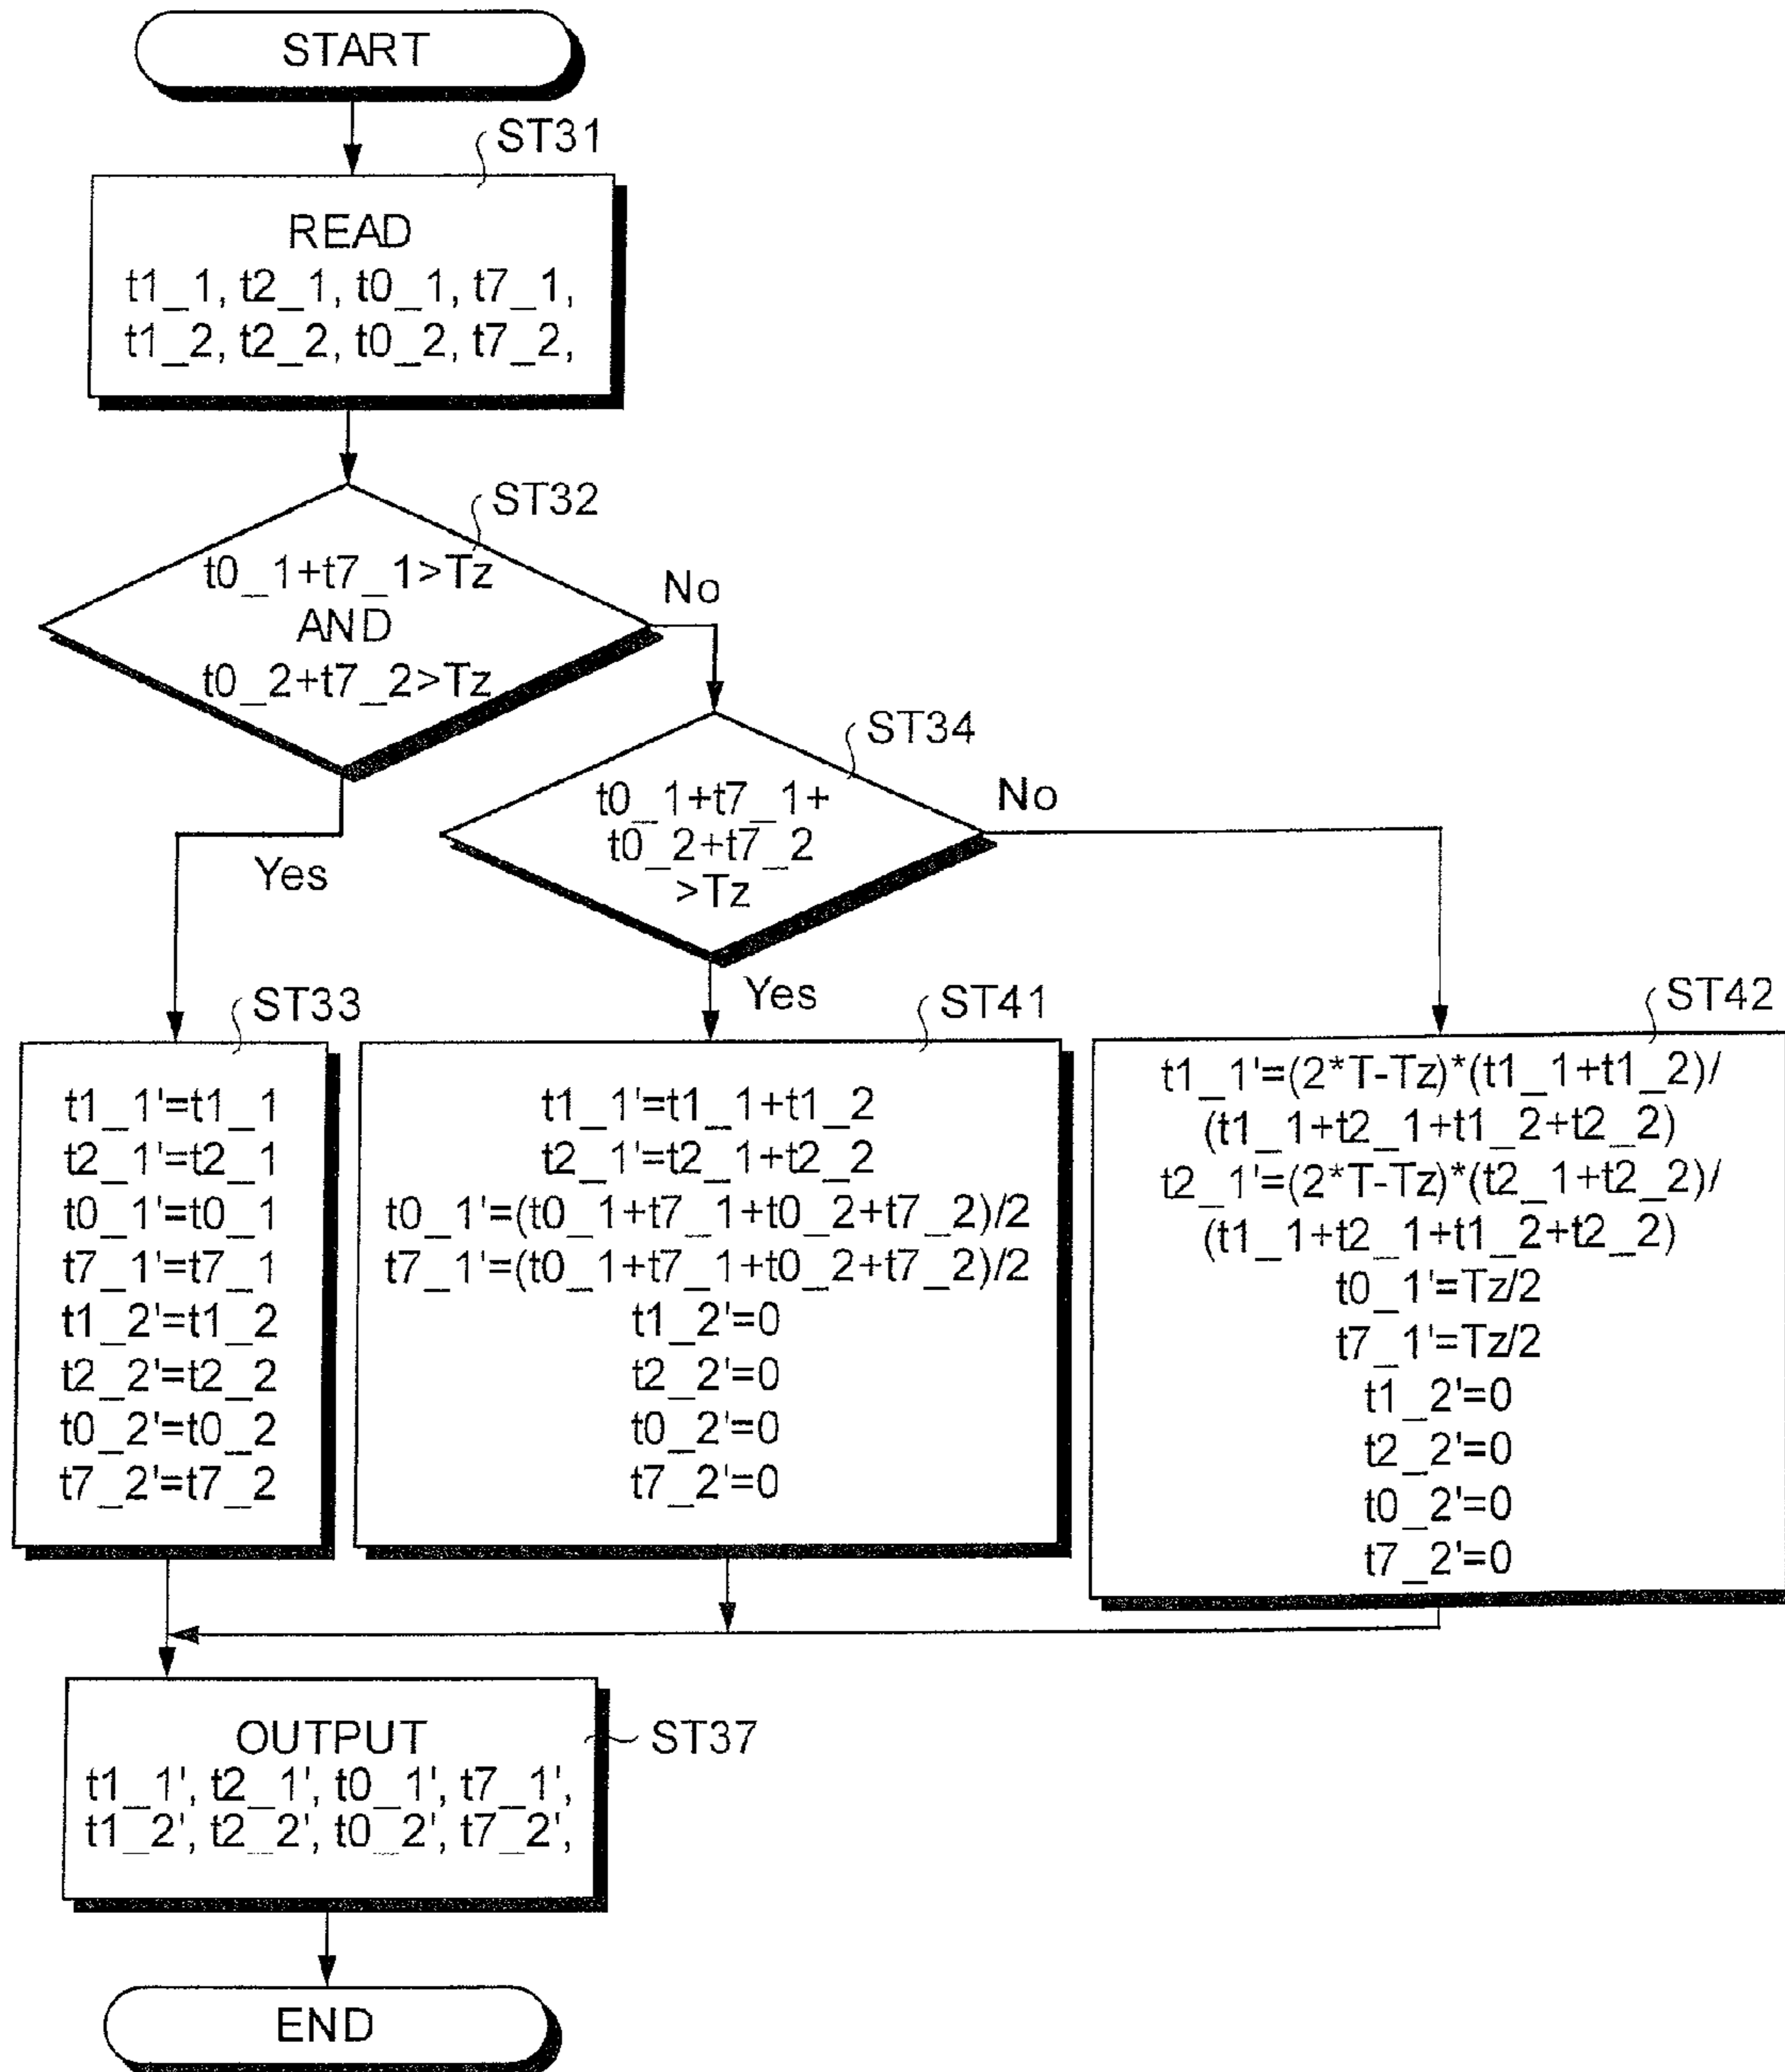 START
ST31
READ
t1_1, t2_1, t0_1, t7_1,
t1_2, t2_2, t0_2, t7_2,
ST32
t0_1+t7_1>Tz
AND
t0_2+t7_2>Tz
No
Yes
ST34
t0_1+t7_1+
t0_2+t7_2
>Tz
No
Yes
ST33
t1_1'=t1_1
t2_1'=t2_1
t0_1'=t0_1
t7_1'=t7_1
t1_2'=t1_2
t2_2'=t2_2
t0_2'=t0_2
t7_2'=t7_2
ST41
t1_1'=t1_1+t1_2
t2_1'=t2_1+t2_2
t0_1'=(t0_1+t7_1+t0_2+t7_2)/2
t7_1'=(t0_1+t7_1+t0_2+t7_2)/2
t1_2'=0
t2_2'=0
t0_2'=0
t7_2'=0
ST42
t1_1'=(2*T-Tz)*(t1_1+t1_2)/
(t1_1+t2_1+t1_2+t2_2)
t2_1'=(2*T-Tz)*(t2_1+t2_2)/
(t1_1+t2_1+t1_2+t2_2)
t0_1'=Tz/2
t7_1'=Tz/2
t1_2'=0
t2_2'=0
t0_2'=0
t7_2'=0
OUTPUT
t1_1', t2_1', t0_1', t7_1',
t1_2', t2_2', t0_2', t7_2',
ST37
END